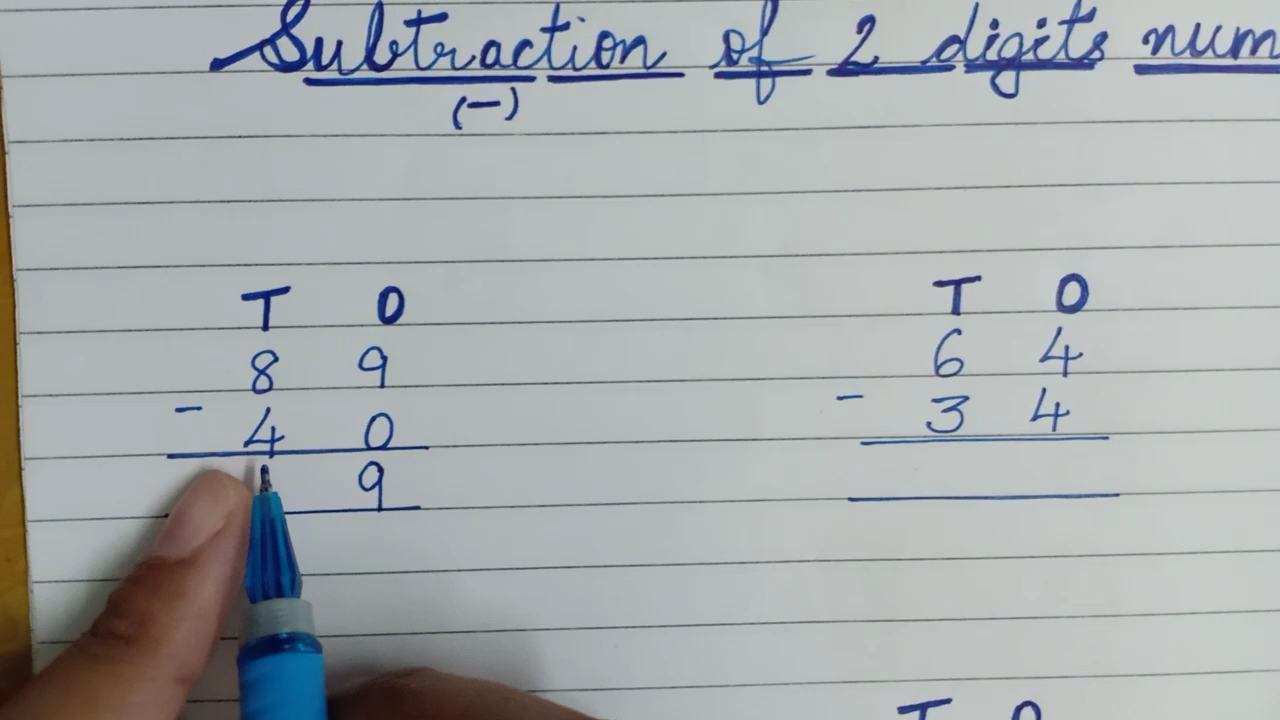 Subtraction of 2 digits num
(-)
T O
8 9
- 4 0
9
T O
6 4
- 3 4
T O